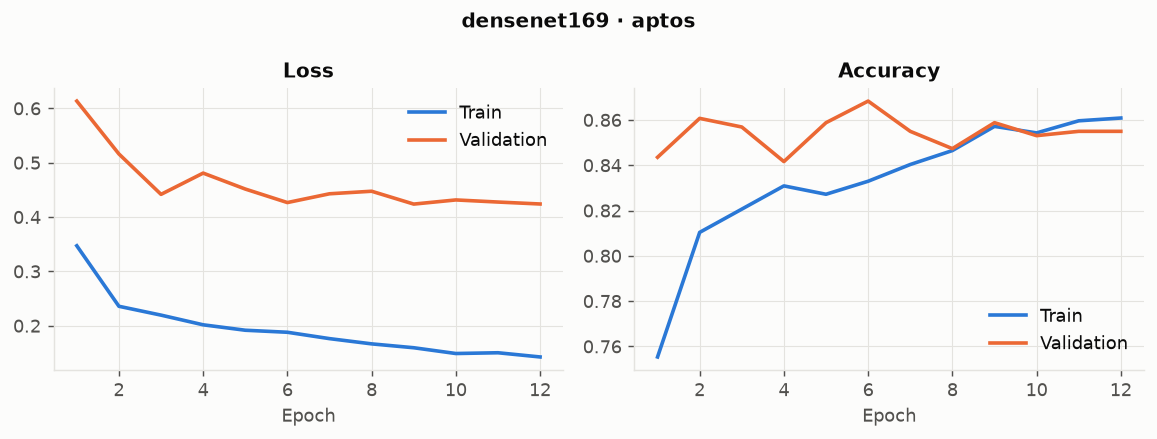 densenet169 · aptos
Loss
0.6
0.5
0.4
0.3
0.2
Train
Validation
2 4 6 8 10 12
Epoch
Accuracy
0.86
0.84
0.82
0.80
0.78
0.76
Train
Validation
2 4 6 8 10 12
Epoch